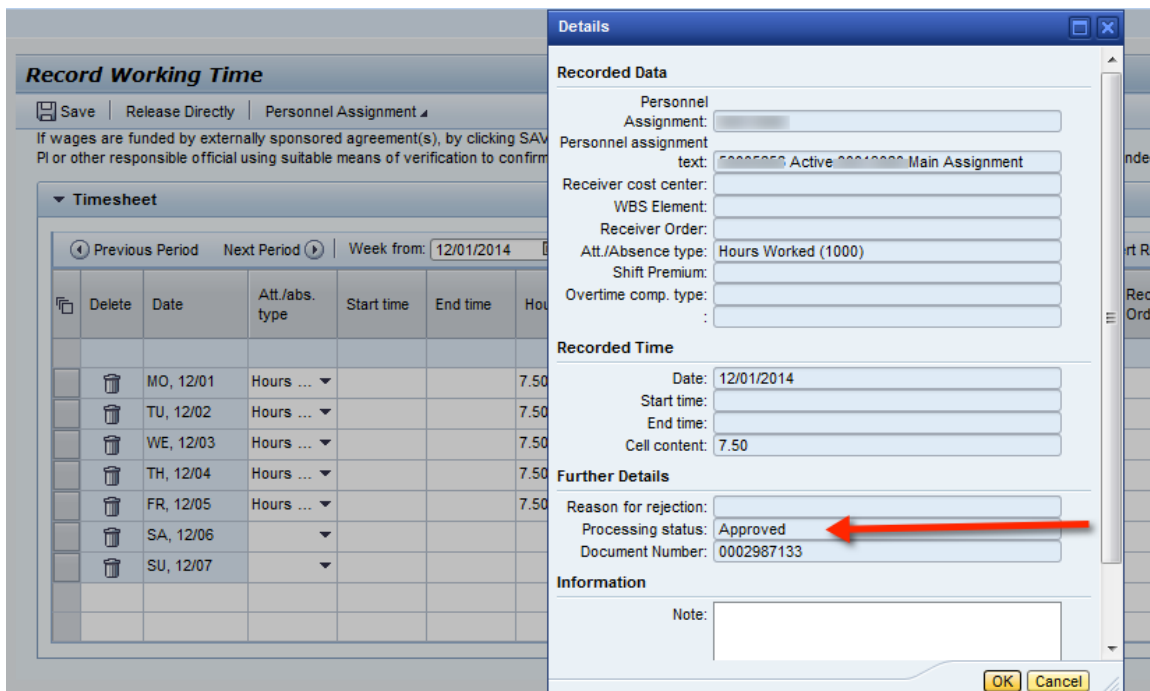 Details
Record Working Time
Save Release Directly Personnel Assignment
If wages are funded by externally sponsored agreement(s), by clicking SAV
PI or other responsible official using suitable means of verification to confirm
nde
Timesheet
Previous Period Next Period Week from: 12/01/2014
rt R
Delete Date Att./abs. type Start time End time Hou
Rec
Ord
MO, 12/01 Hours ... 7.50
TU, 12/02 Hours ... 7.50
WE, 12/03 Hours ... 7.50
TH, 12/04 Hours ... 7.50
FR, 12/05 Hours ... 7.50
SA, 12/06
SU, 12/07
Recorded Data
Personnel
Assignment:
Personnel assignment
text: Active Main Assignment
Receiver cost center:
WBS Element:
Receiver Order:
Att./Absence type: Hours Worked (1000)
Shift Premium:
Overtime comp. type:
:
Recorded Time
Date: 12/01/2014
Start time:
End time:
Cell content: 7.50
Further Details
Reason for rejection:
Processing status: Approved
Document Number: 0002987133
Information
Note:
OK Cancel